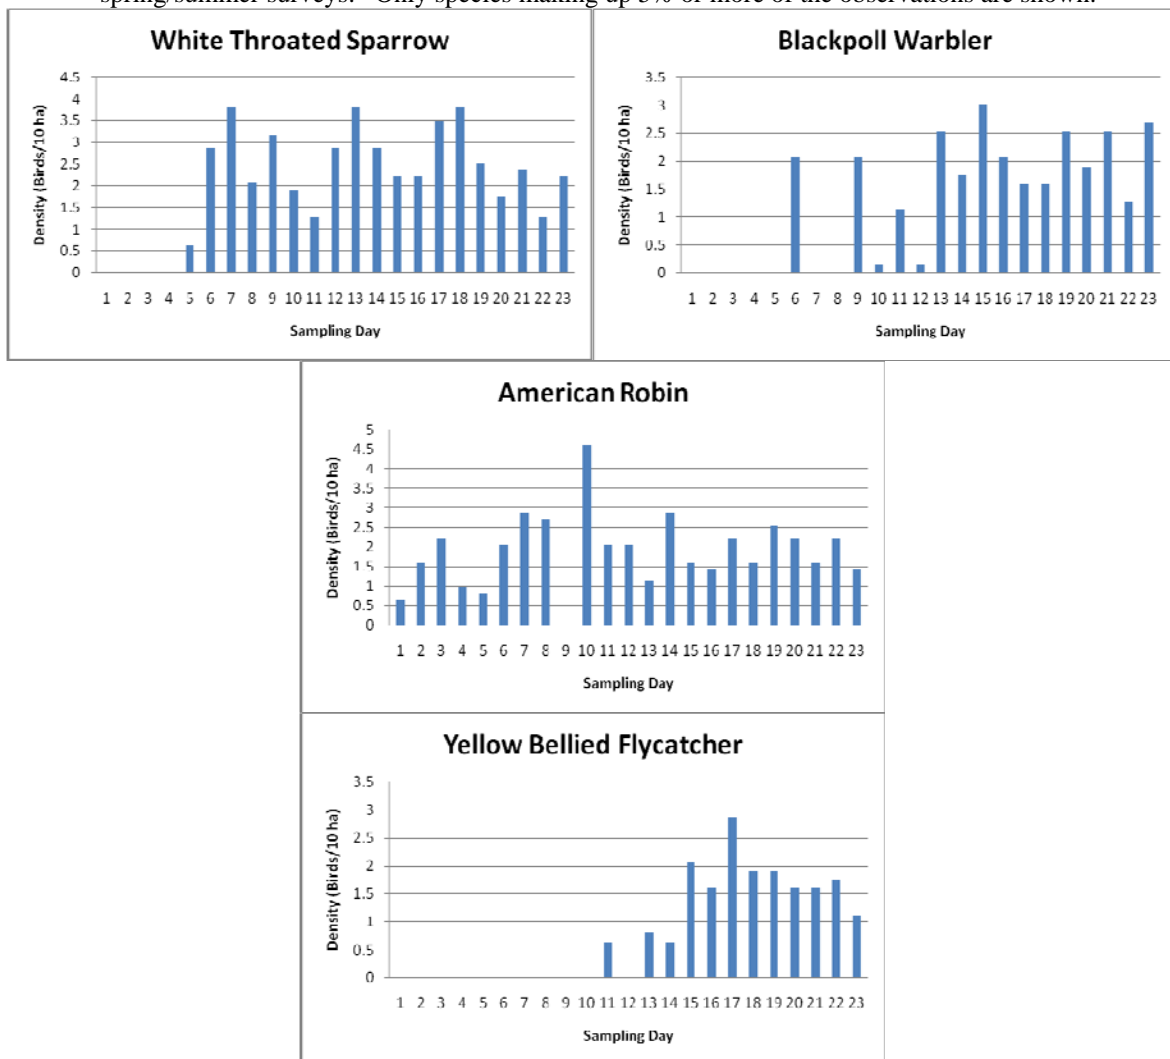 spring/summer surveys. Only species making up 5% or more of the observations are shown.
White Throated Sparrow
4.5
4
3.5
3
2.5
2
1.5
1
0.5
0
Density (Birds/10 ha)
1 2 3 4 5 6 7 8 9 10 11 12 13 14 15 16 17 18 19 20 21 22 23
Sampling Day
Blackpoll Warbler
3.5
3
2.5
2
1.5
1
0.5
0
Density (Birds/10 ha)
1 2 3 4 5 6 7 8 9 10 11 12 13 14 15 16 17 18 19 20 21 22 23
Sampling Day
American Robin
5
4.5
4
3.5
3
2.5
2
1.5
1
0.5
0
Density (Birds/10 ha)
1 2 3 4 5 6 7 8 9 10 11 12 13 14 15 16 17 18 19 20 21 22 23
Sampling Day
Yellow Bellied Flycatcher
3.5
3
2.5
2
1.5
1
0.5
0
Density (Birds/10 ha)
1 2 3 4 5 6 7 8 9 10 11 12 13 14 15 16 17 18 19 20 21 22 23
Sampling Day